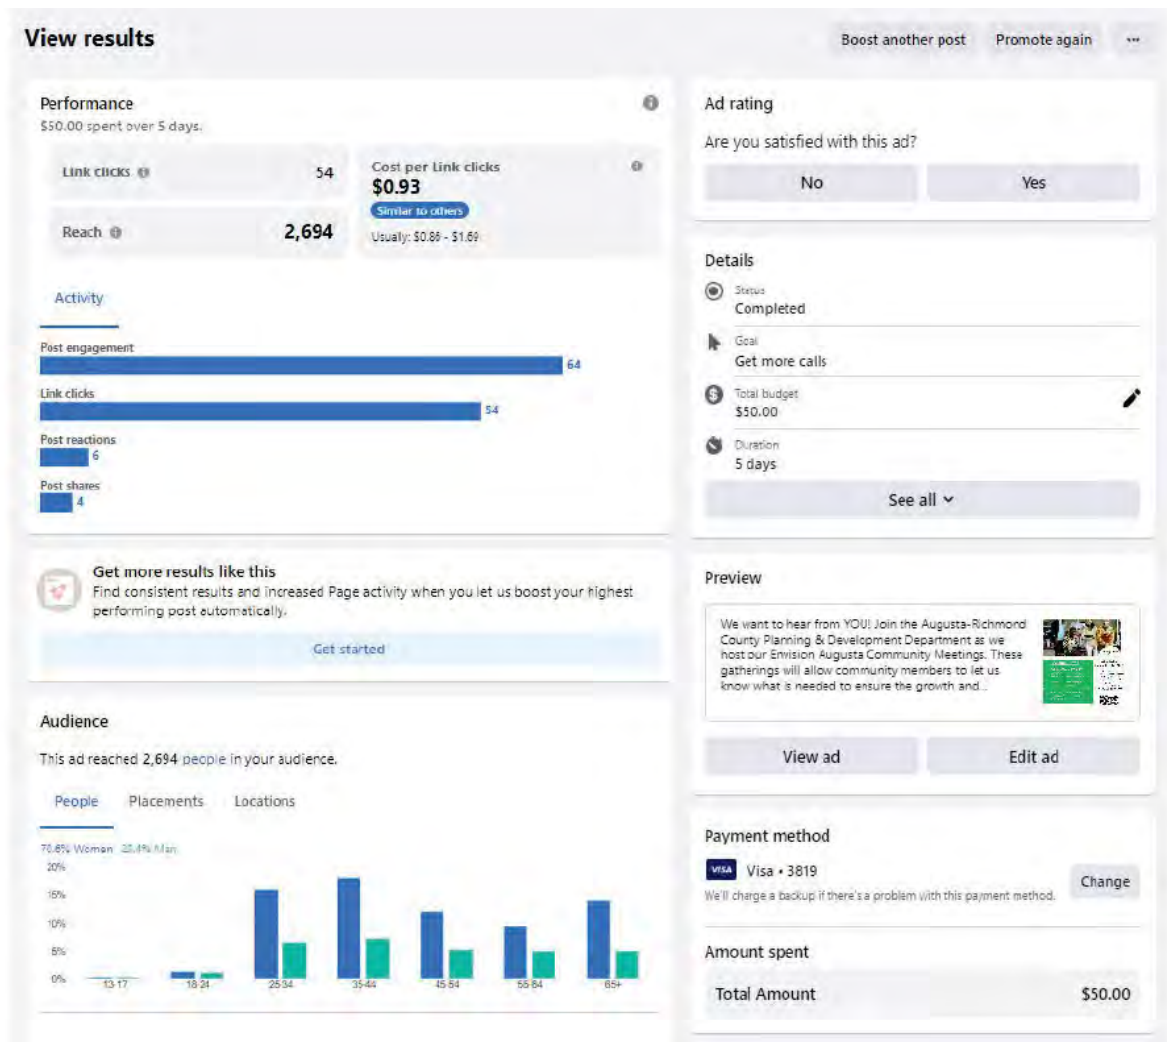 View results
Boost another post
Promote again
Performance
$50.00 spent over 5 days.
Link clicks
54
Reach
2,694
Cost per Link clicks
$0.93
Similar to others
Usually: $0.86 - $1.69
Activity
Post engagement
64
Link clicks
54
Post reactions
6
Post shares
4
Get more results like this
Find consistent results and increased Page activity when you let us boost your highest
performing post automatically.
Get started
Audience
This ad reached 2,694 people in your audience.
People
Placements
Locations
Women
Men
20%
15%
10%
5%
0%
13-17
18-24
25-34
35-44
45-54
55-64
65+
Ad rating
Are you satisfied with this ad?
No
Yes
Details
Status
Completed
Goal
Get more calls
Total budget
$50.00
Duration
5 days
See all
Preview
We want to hear from YOU! Join the Augusta-Richmond
County Planning & Development Department as we
host our Envision Augusta Community Meetings. These
gatherings will allow community members to let us
know what is needed to ensure the growth and...
View ad
Edit ad
Payment method
VISA
Visa • 3819
Change
We'll charge a backup if there's a problem with this payment method.
Amount spent
Total Amount
$50.00